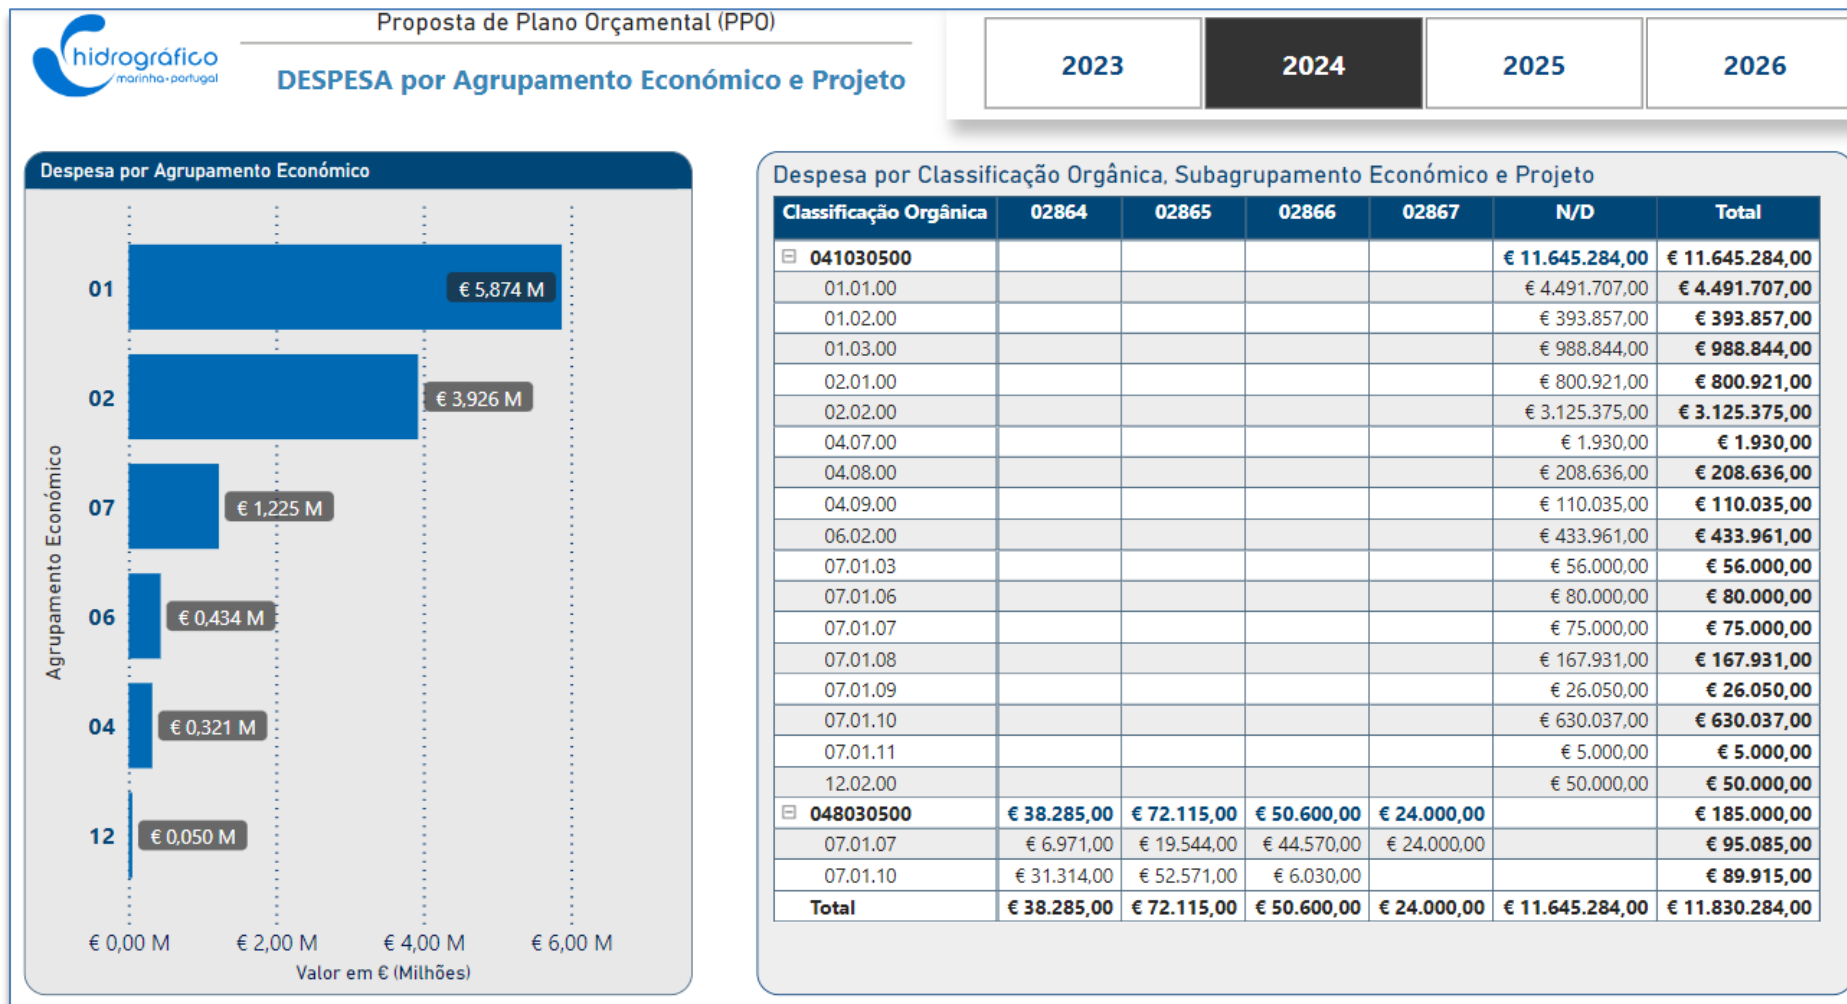 hidrográfico
marinha-portugal
Proposta de Plano Orçamental (PPO)
DESPESA por Agrupamento Económico e Projeto
2023 2024 2025 2026
Despesa por Agrupamento Económico
Agrupamento Económico
01 € 5,874 M
02 € 3,926 M
07 € 1,225 M
06 € 0,434 M
04 € 0,321 M
12 € 0,050 M
€ 0,00 M € 2,00 M € 4,00 M € 6,00 M
Valor em € (Milhões)
Despesa por Classificação Orgânica, Subagrupamento Económico e Projeto
Classificação Orgânica 02864 02865 02866 02867 N/D Total
041030500 € 11.645.284,00 € 11.645.284,00
01.01.00 € 4.491.707,00 € 4.491.707,00
01.02.00 € 393.857,00 € 393.857,00
01.03.00 € 988.844,00 € 988.844,00
02.01.00 € 800.921,00 € 800.921,00
02.02.00 € 3.125.375,00 € 3.125.375,00
04.07.00 € 1.930,00 € 1.930,00
04.08.00 € 208.636,00 € 208.636,00
04.09.00 € 110.035,00 € 110.035,00
06.02.00 € 433.961,00 € 433.961,00
07.01.03 € 56.000,00 € 56.000,00
07.01.06 € 80.000,00 € 80.000,00
07.01.07 € 75.000,00 € 75.000,00
07.01.08 € 167.931,00 € 167.931,00
07.01.09 € 26.050,00 € 26.050,00
07.01.10 € 630.037,00 € 630.037,00
07.01.11 € 5.000,00 € 5.000,00
12.02.00 € 50.000,00 € 50.000,00
048030500 € 38.285,00 € 72.115,00 € 50.600,00 € 24.000,00 € 185.000,00
07.01.07 € 6.971,00 € 19.544,00 € 44.570,00 € 24.000,00 € 95.085,00
07.01.10 € 31.314,00 € 52.571,00 € 6.030,00 € 89.915,00
Total € 38.285,00 € 72.115,00 € 50.600,00 € 24.000,00 € 11.645.284,00 € 11.830.284,00